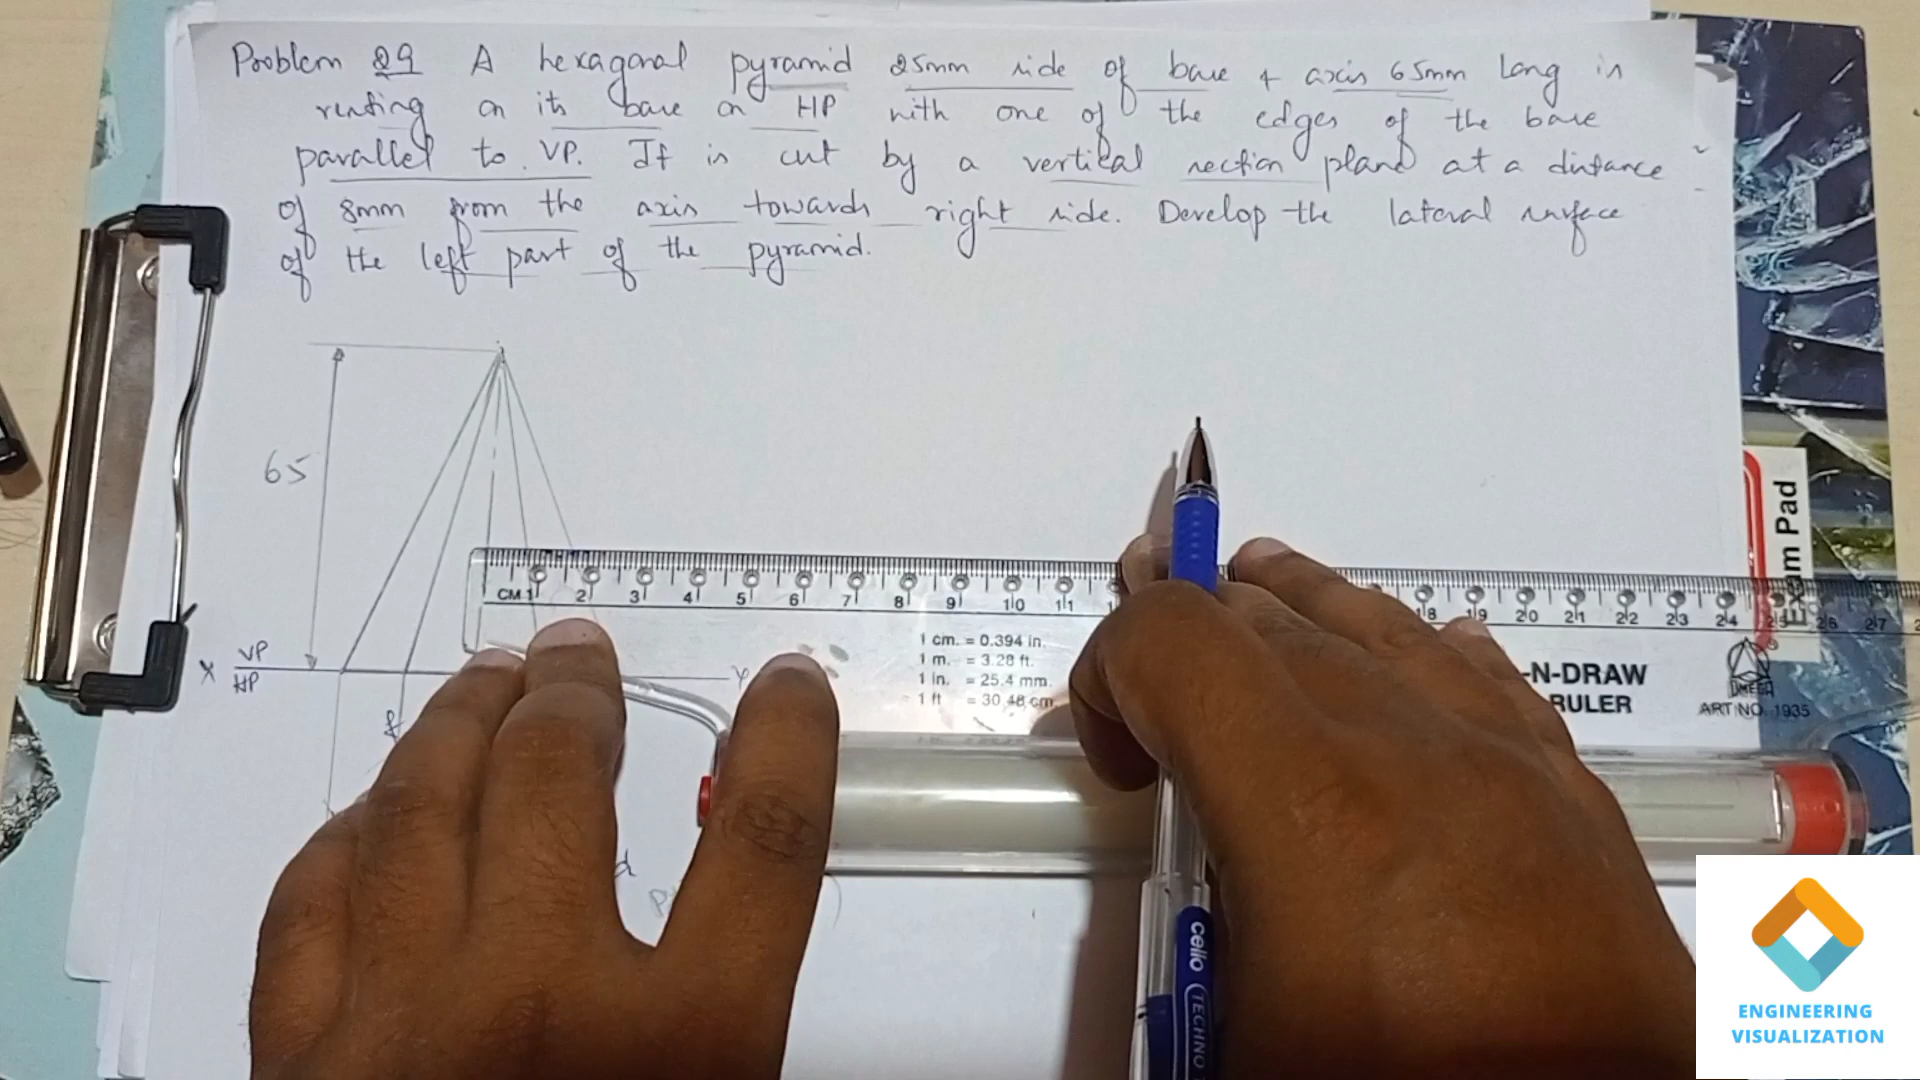 Problem 29 A hexagonal pyramid 25mm side of base & axis 65mm long is
resting on its base on HP with one of the edges of the base
parallel to VP. It is cut by a vertical section plane at a distance
of 8mm from the axis towards right side. Develop the lateral surface
of the left part of the pyramid.
65
VP
X
HP
Y
f
d
CM 1 2 3 4 5 6 7 8 9 10 11 18 19 20 21 22 23 24 25 26 27
1 cm. = 0.394 in.
1 m. = 3.28 ft.
1 in. = 25.4 mm.
1 ft = 30.48 cm
-N-DRAW
RULER
OMEGA
ART NO. 1935
Exam Pad
cello
TECHNO
ENGINEERING
VISUALIZATION